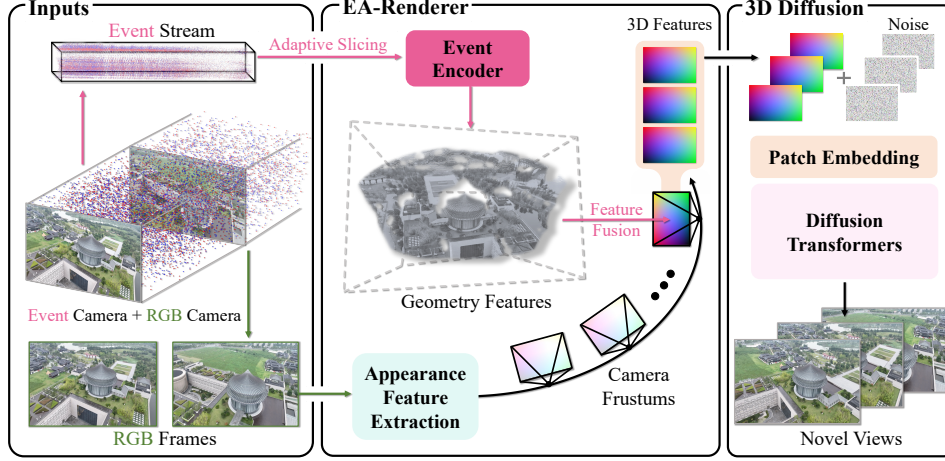 Inputs
Event Stream
Event Camera + RGB Camera
RGB Frames
EA-Renderer
Adaptive Slicing
Event
Encoder
3D Features
Geometry Features
Feature
Fusion
Appearance
Feature
Extraction
Camera
Frustums
3D Diffusion
Noise
+
Patch Embedding
Diffusion
Transformers
Novel Views